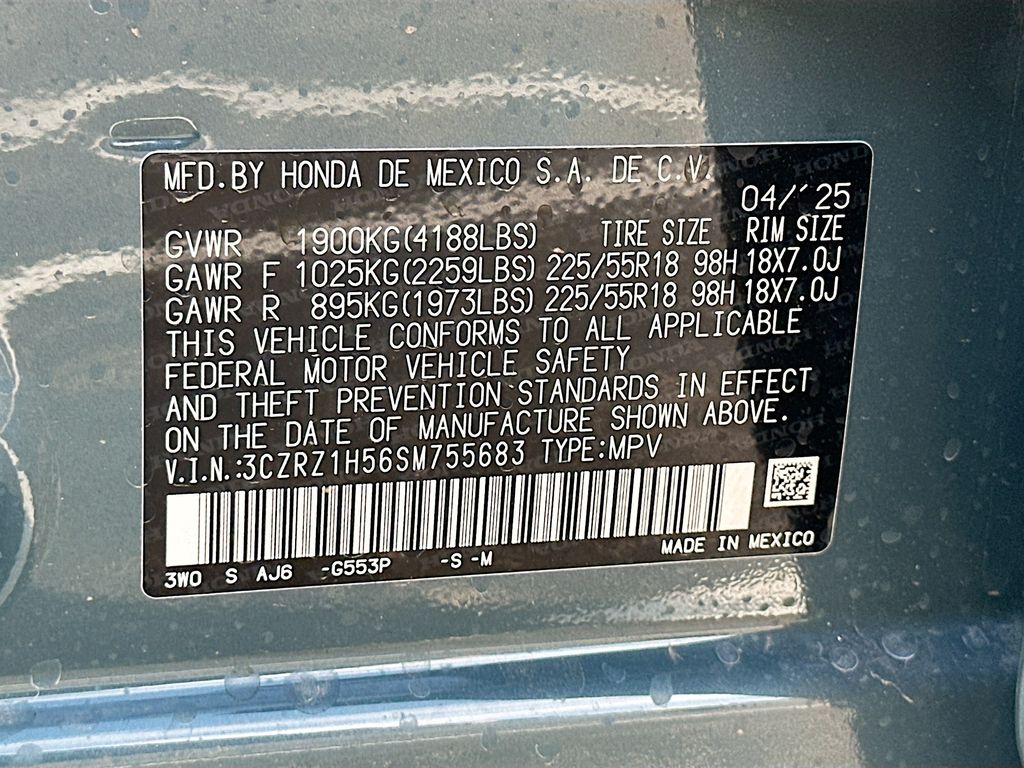 MFD.BY HONDA DE MEXICO S.A. DE C.V.
04/´25
GVWR 1900KG(4188LBS) TIRE SIZE RIM SIZE
GAWR F 1025KG(2259LBS) 225/55R18 98H 18X7.0J
GAWR R 895KG(1973LBS) 225/55R18 98H 18X7.0J
THIS VEHICLE CONFORMS TO ALL APPLICABLE
FEDERAL MOTOR VEHICLE SAFETY
AND THEFT PREVENTION STANDARDS IN EFFECT
ON THE DATE OF MANUFACTURE SHOWN ABOVE.
V.I.N.:3CZRZ1H56SM755683 TYPE:MPV
3WO S AJ6 -G553P -S -M MADE IN MEXICO